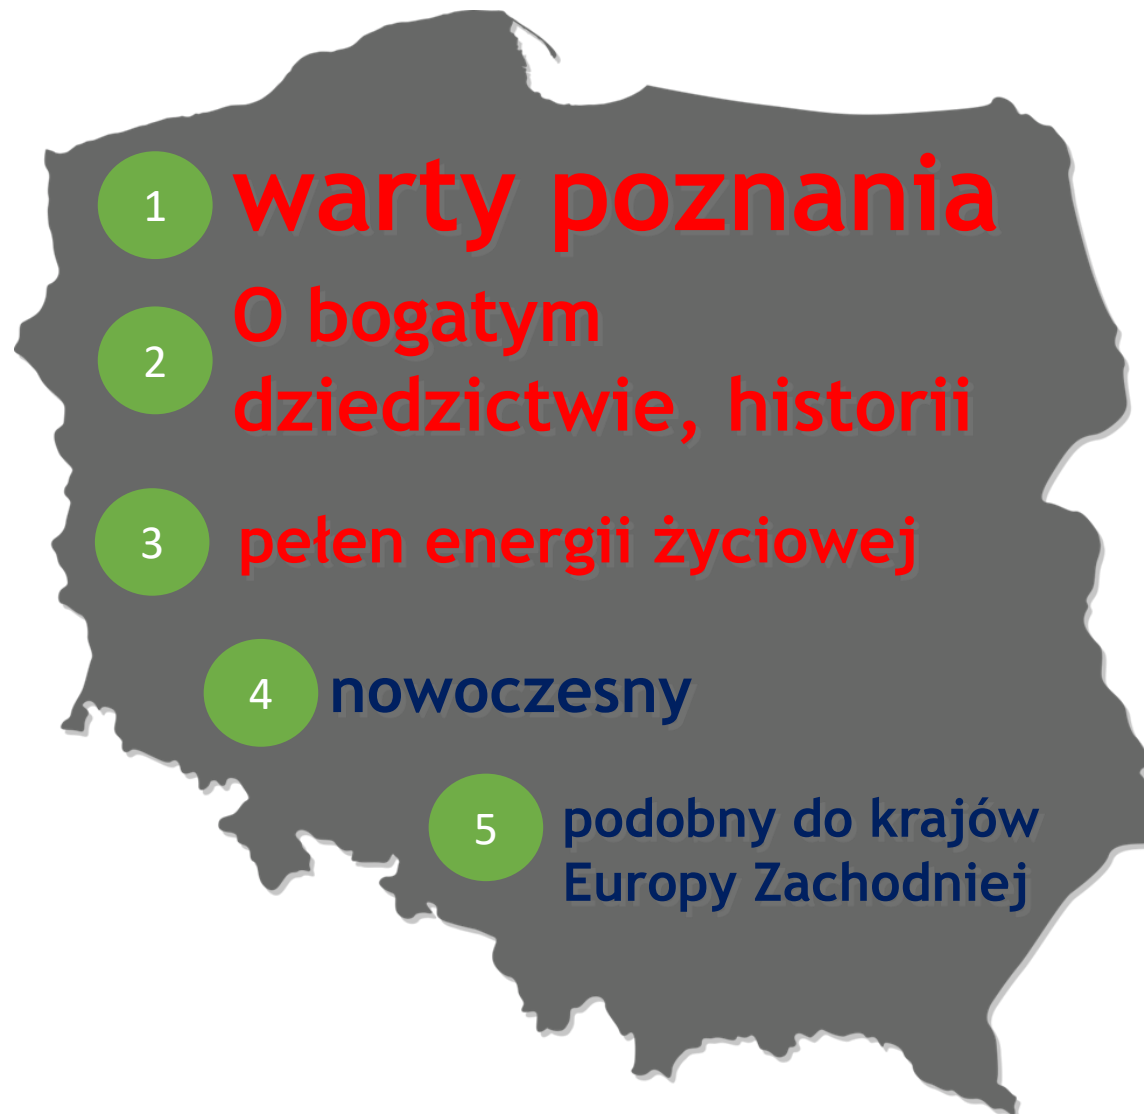 1 warty poznania
2 O bogatym
dziedzictwie, historii
3 pełen energii życiowej
4 nowoczesny
5 podobny do krajów
Europy Zachodniej